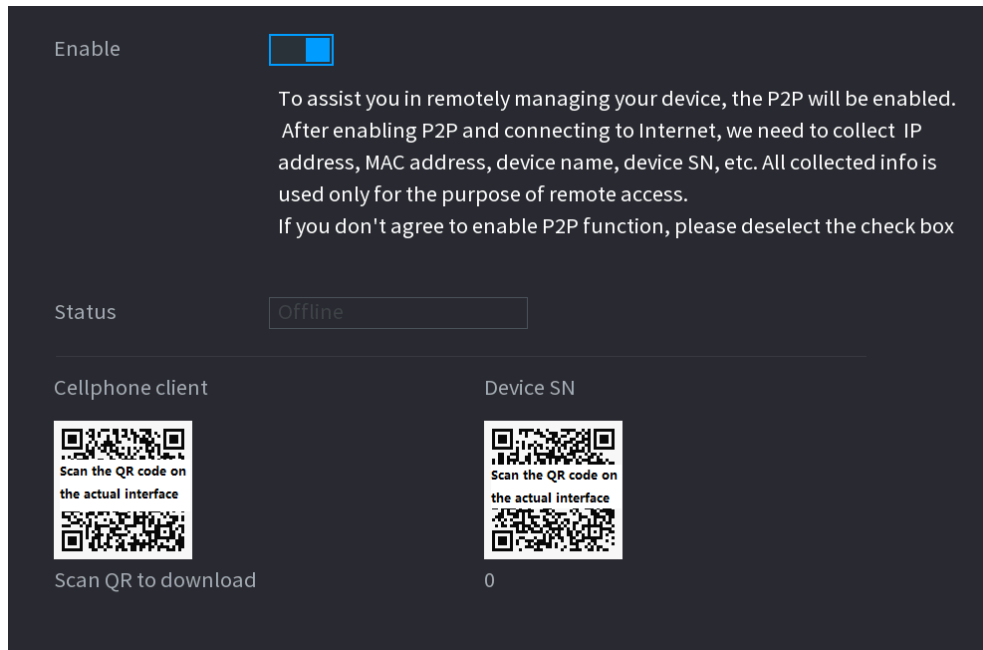 Enable
To assist you in remotely managing your device, the P2P will be enabled.
After enabling P2P and connecting to Internet, we need to collect IP
address, MAC address, device name, device SN, etc. All collected info is
used only for the purpose of remote access.
If you don't agree to enable P2P function, please deselect the check box
Status
Offline
Cellphone client
Device SN
Scan the QR code on
the actual interface
Scan the QR code on
the actual interface
Scan QR to download
0